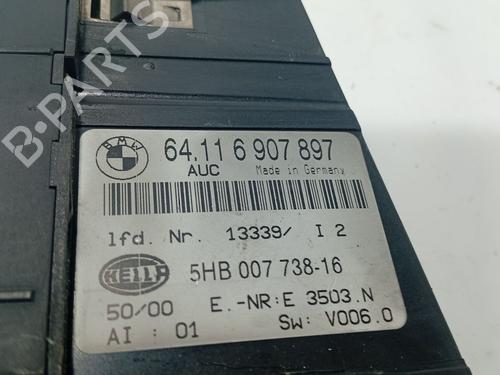 BMW
64.11 6 907 897
AUC Made in Germany
lfd. Nr. 13339/ I 2
HELLA
5HB 007 738-16
50/00 E.-NR:E 3503.N
AI : 01 SW: V006.0
B-PARTS